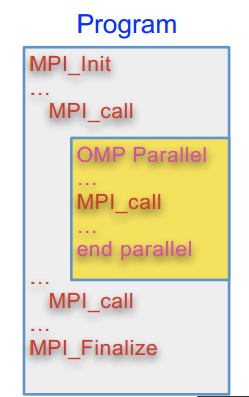 Program
MPI_Init
...
MPI_call
OMP Parallel
...
MPI_call
...
end parallel
...
MPI_call
...
MPI_Finalize